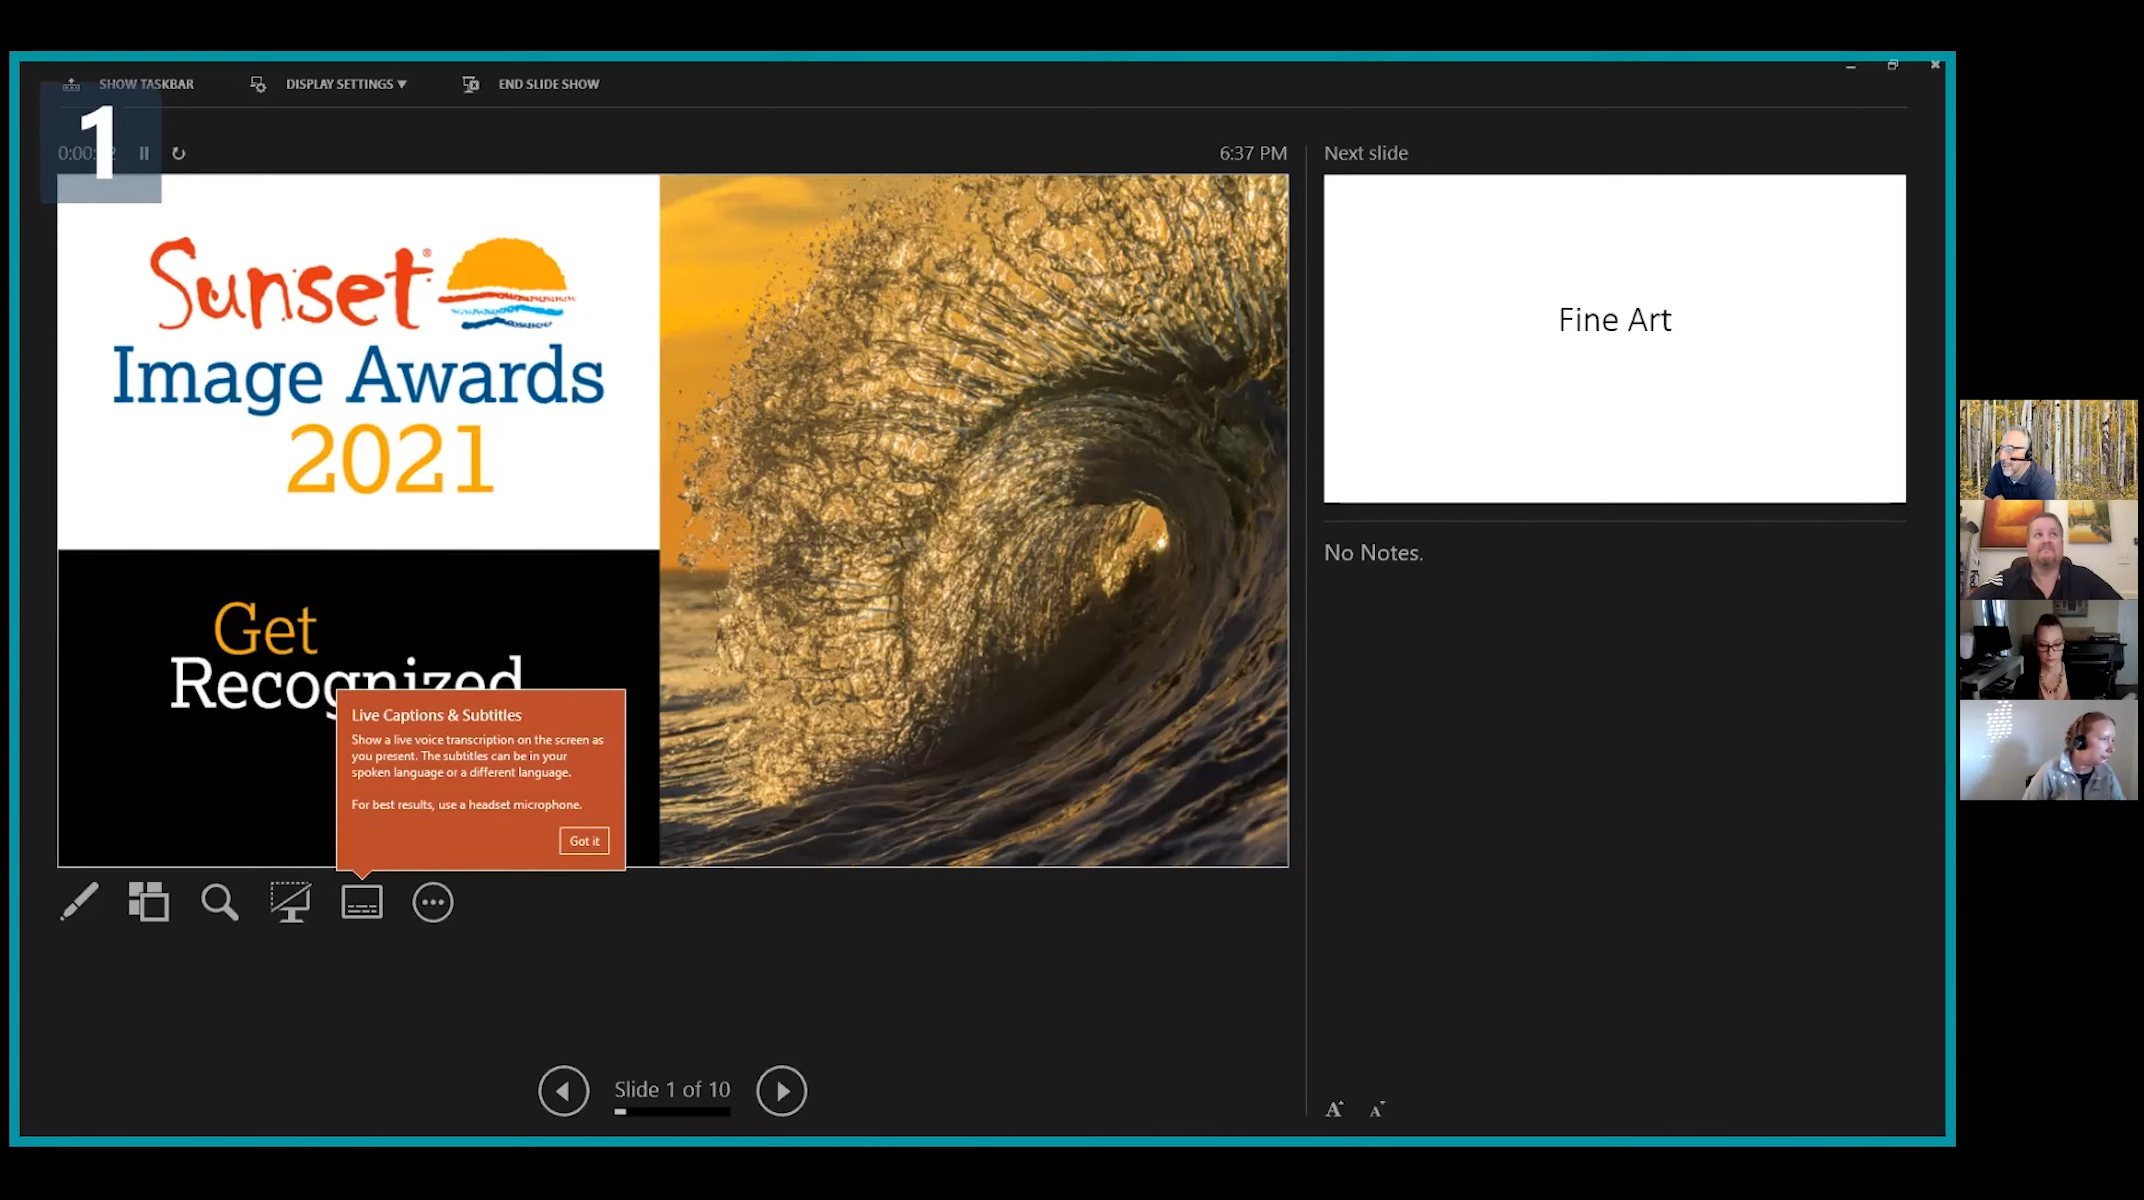 SHOW TASKBAR
DISPLAY SETTINGS ▼
END SLIDE SHOW
1
6:37 PM
Next slide
Sunset®
Image Awards
2021
Get
Recognized
Live Captions & Subtitles
Show a live voice transcription on the screen as
you present. The subtitles can be in your
spoken language or a different language.
For best results, use a headset microphone.
Got it
Fine Art
No Notes.
Slide 1 of 10
A A